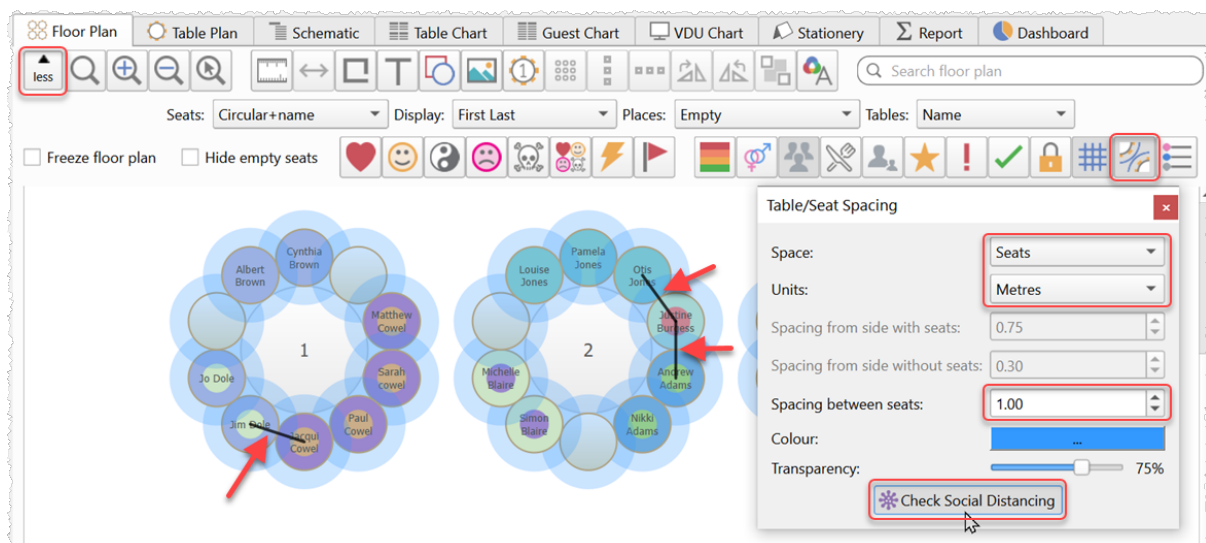 Floor Plan
Table Plan
Schematic
Table Chart
Guest Chart
VDU Chart
Stationery
Report
Dashboard
less
1
Search floor plan
Seats: Circular+name
Display: First Last
Places: Empty
Tables: Name
Freeze floor plan
Hide empty seats
Cynthia
Brown
Albert
Brown
Matthew
Cowel
1
Jo Dole
Sarah
cowel
Jim Dole
Paul
Cowel
Jacqui
Cowel
Pamela
Jones
Louise
Jones
Otis
Jones
Justine
Burgess
2
Michelle
Blaire
Andrew
Adams
Simon
Blaire
Nikki
Adams
Table/Seat Spacing
Space: Seats
Units: Metres
Spacing from side with seats: 0.75
Spacing from side without seats: 0.30
Spacing between seats: 1.00
Colour: ...
Transparency: 75%
Check Social Distancing